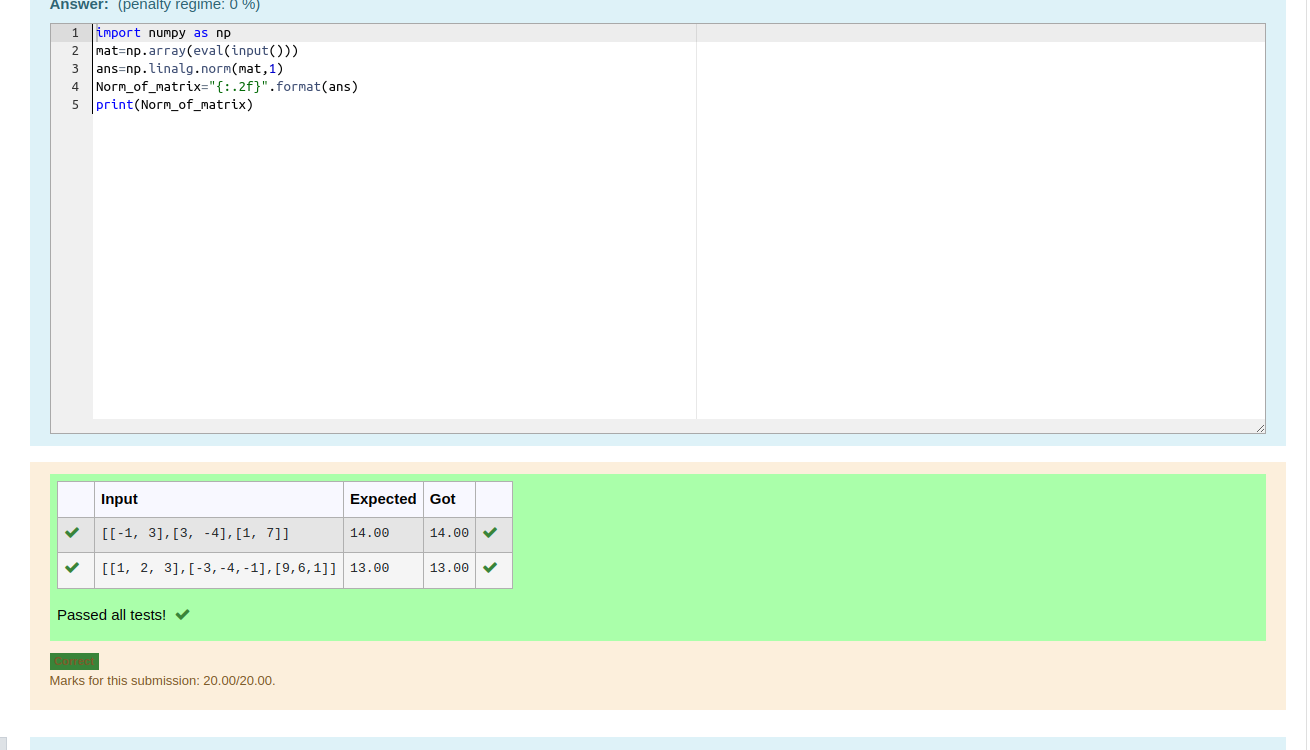 Answer: (penalty regime: 0 %)
1 import numpy as np
2 mat=np.array(eval(input()))
3 ans=np.linalg.norm(mat,1)
4 Norm_of_matrix="{:.2f}".format(ans)
5 print(Norm_of_matrix)
Input Expected Got
[[-1, 3],[3, -4],[1, 7]] 14.00 14.00
[[1, 2, 3],[-3,-4,-1],[9,6,1]] 13.00 13.00
Passed all tests!
Correct
Marks for this submission: 20.00/20.00.